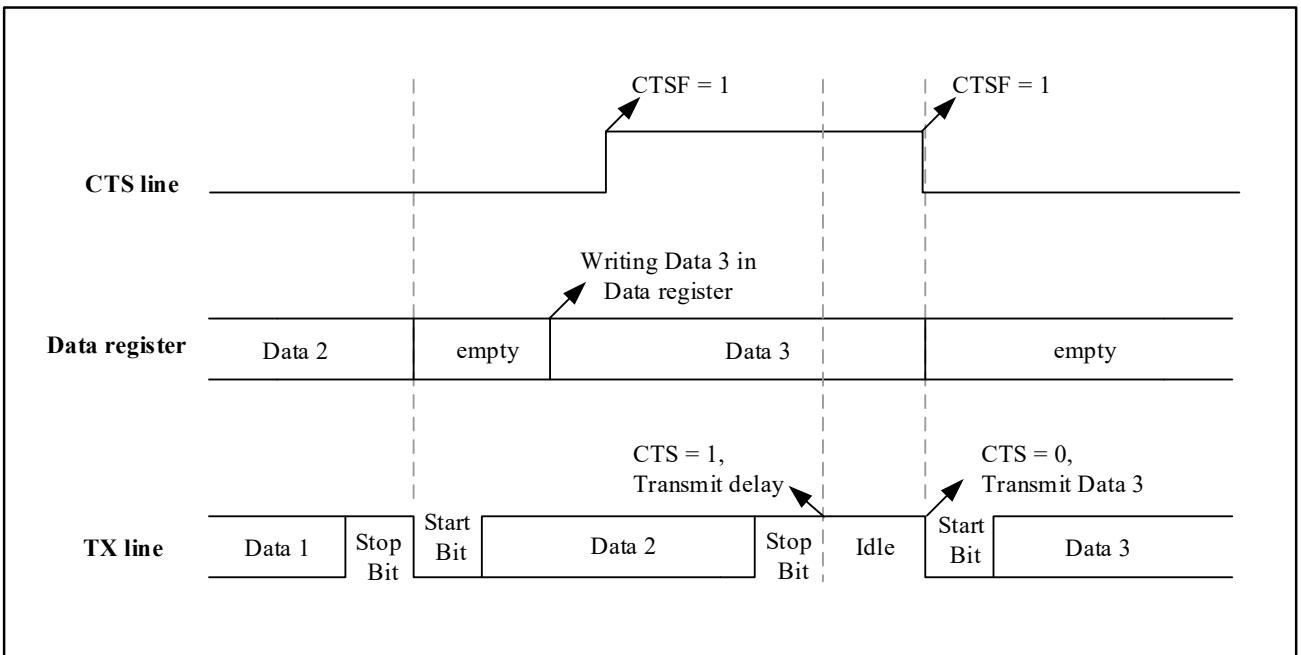 CTSF = 1
CTSF = 1
CTS line
Writing Data 3 in
Data register
Data register
Data 2
empty
Data 3
empty
CTS = 1,
Transmit delay
CTS = 0,
Transmit Data 3
TX line
Data 1
Stop
Bit
Start
Bit
Data 2
Stop
Bit
Idle
Start
Bit
Data 3